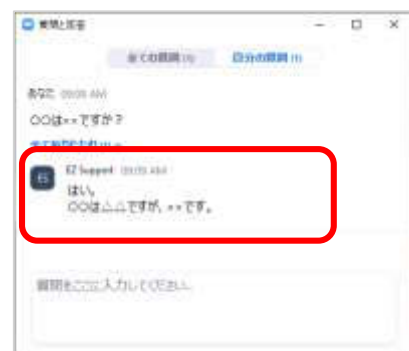 質問と回答
全ての質問 (1) 自分の質問 (1)
あなた 09:09 AM
〇〇は××ですか？
EZ Support 09:09 AM
はい。
〇〇は△△ですが、××です。
質問をここに入力してください。